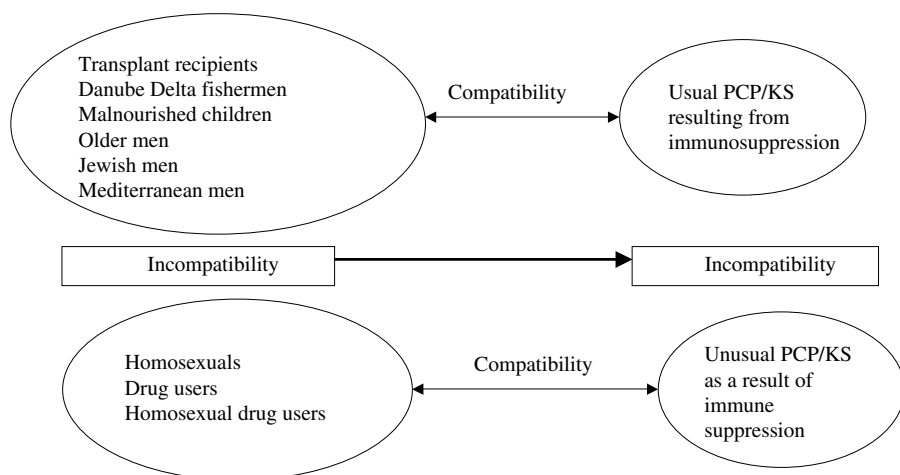 Transplant recipients
Danube Delta fishermen
Malnourished children
Older men
Jewish men
Mediterranean men
Compatibility
Usual PCP/KS
resulting from
immunosuppression
Incompatibility
Incompatibility
Homosexuals
Drug users
Homosexual drug users
Compatibility
Unusual PCP/KS
as a result of
immune
suppression